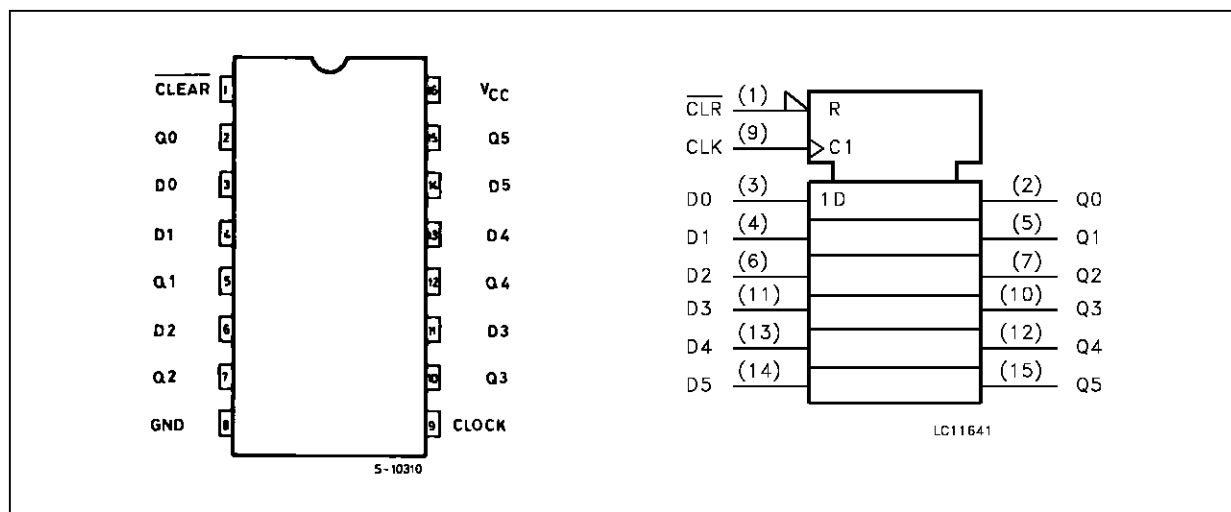 CLEAR 1 16 VCC
Q0 2 15 Q5
D0 3 14 D5
D1 4 13 D4
Q1 5 12 Q4
D2 6 11 D3
Q2 7 10 Q3
GND 8 9 CLOCK
S-10310
CLR (1) R
CLK (9) C1
D0 (3) 1D (2) Q0
D1 (4) (5) Q1
D2 (6) (7) Q2
D3 (11) (10) Q3
D4 (13) (12) Q4
D5 (14) (15) Q5
LC11641